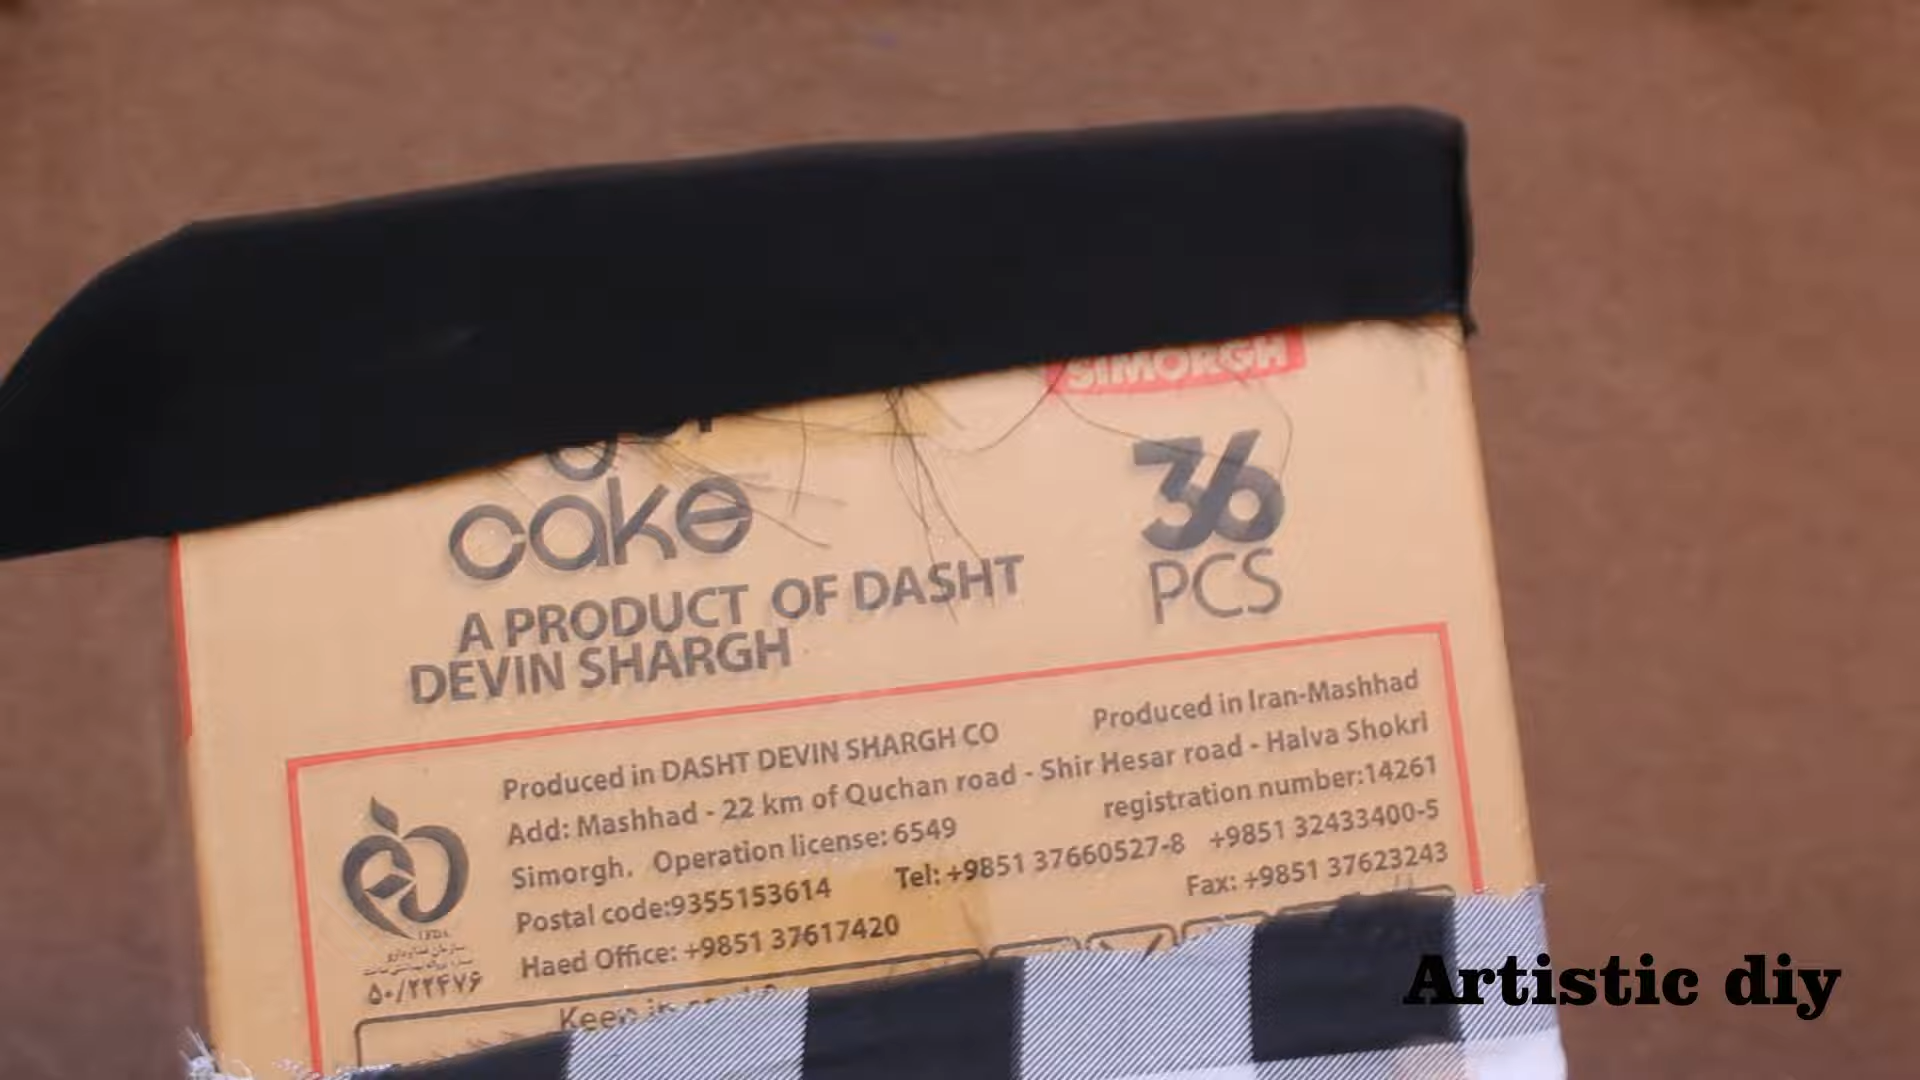 SIMORGH
cake
36
PCS
A PRODUCT OF DASHT
DEVIN SHARGH
Produced in DASHT DEVIN SHARGH CO Produced in Iran-Mashhad
Add: Mashhad - 22 km of Quchan road - Shir Hesar road - Halva Shokri
Simorgh. Operation license: 6549 registration number:14261
Postal code:9355153614 Tel: +9851 37660527-8 +9851 32433400-5
Haed Office: +9851 37617420 Fax: +9851 37623243
۵۰/۲۲۴۷۶
Keep in
Artistic diy